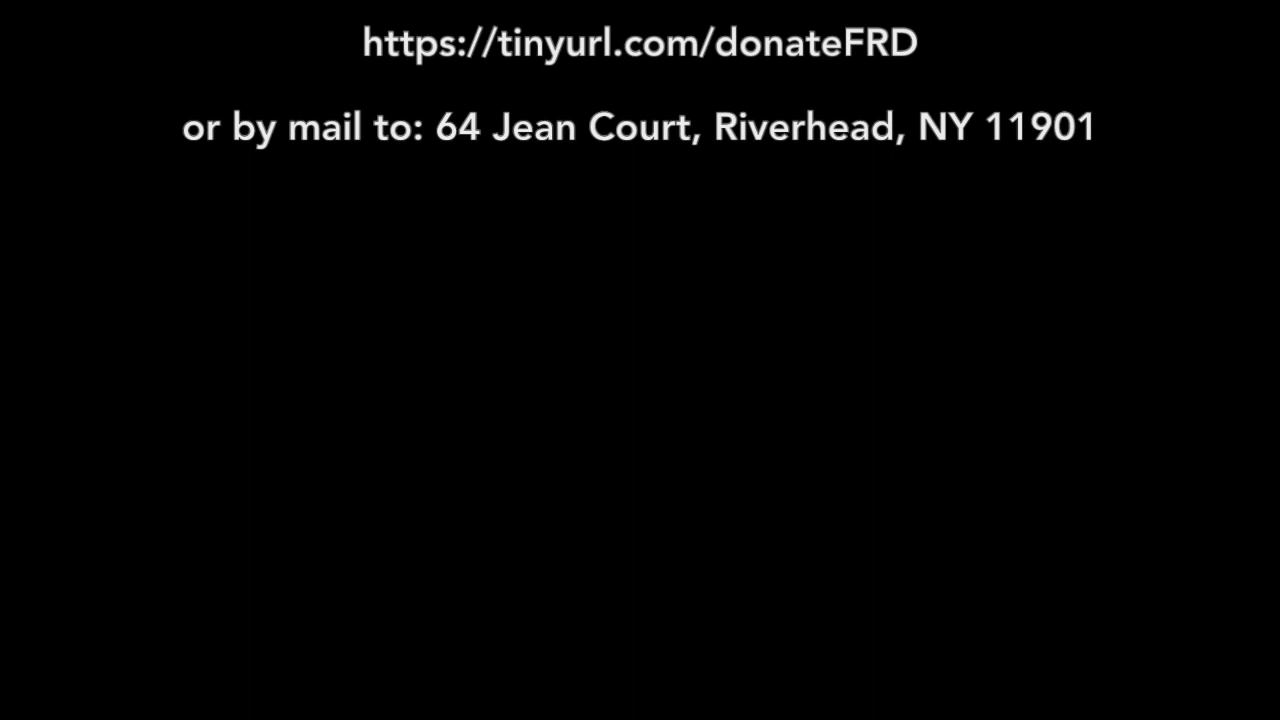 https://tinyurl.com/donateFRD
or by mail to: 64 Jean Court, Riverhead, NY 11901